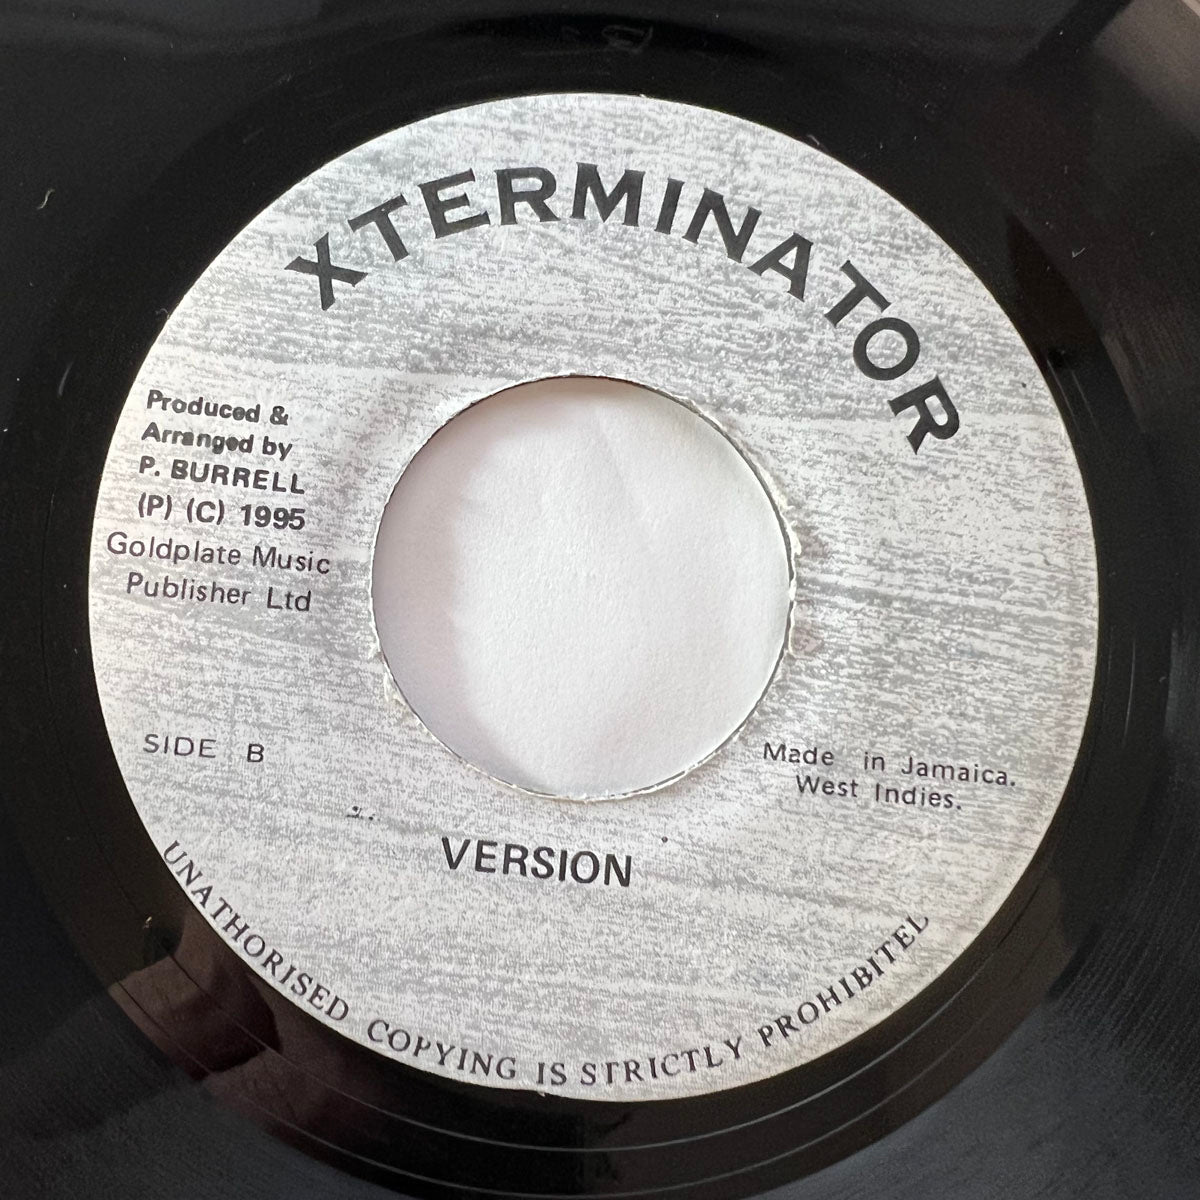 XTERMINATOR
Produced &
Arranged by
P. BURRELL
(P) (C) 1995
Goldplate Music
Publisher Ltd
SIDE B
Made in Jamaica.
West Indies.
VERSION
UNATHORISED COPYING IS STRICTLY PROHIBITED